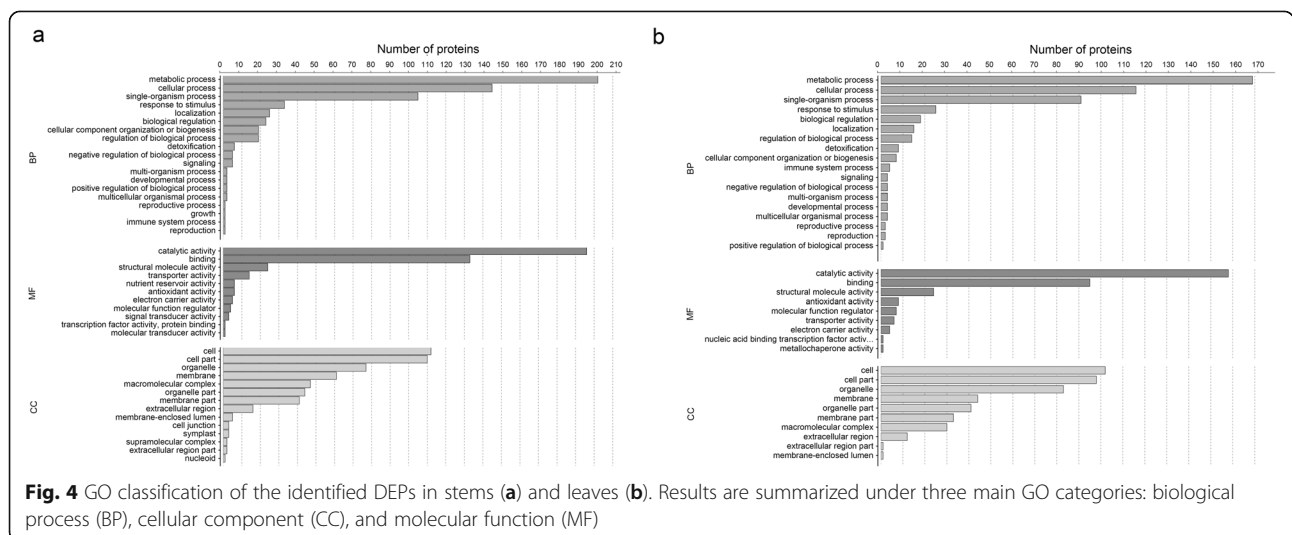 a
Number of proteins
0 10 20 30 40 50 60 70 80 90 100 110 120 130 140 150 160 170 180 190 200 210
BP
metabolic process
cellular process
single-organism process
response to stimulus
localization
biological regulation
cellular component organization or biogenesis
regulation of biological process
detoxification
negative regulation of biological process
signaling
multi-organism process
developmental process
positive regulation of biological process
multicellular organismal process
reproductive process
growth
immune system process
reproduction
MF
catalytic activity
binding
structural molecule activity
transporter activity
nutrient reservoir activity
antioxidant activity
electron carrier activity
molecular function regulator
signal transducer activity
transcription factor activity, protein binding
molecular transducer activity
CC
cell
cell part
organelle
membrane
macromolecular complex
organelle part
membrane part
extracellular region
membrane-enclosed lumen
cell junction
symplast
supramolecular complex
extracellular region part
nucleoid
b
Number of proteins
0 10 20 30 40 50 60 70 80 90 100 110 120 130 140 150 160 170
BP
metabolic process
cellular process
single-organism process
response to stimulus
biological regulation
localization
regulation of biological process
detoxification
cellular component organization or biogenesis
immune system process
signaling
negative regulation of biological process
multi-organism process
developmental process
multicellular organismal process
reproductive process
reproduction
positive regulation of biological process
MF
catalytic activity
binding
structural molecule activity
antioxidant activity
molecular function regulator
transporter activity
electron carrier activity
nucleic acid binding transcription factor activ...
metallochaperone activity
CC
cell
cell part
organelle
membrane
organelle part
membrane part
macromolecular complex
extracellular region
extracellular region part
membrane-enclosed lumen
Fig. 4 GO classification of the identified DEPs in stems (a) and leaves (b). Results are summarized under three main GO categories: biological
process (BP), cellular component (CC), and molecular function (MF)